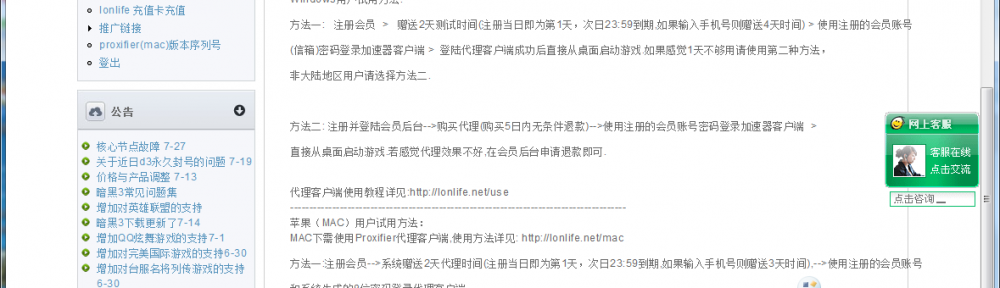 lonlife 充值卡充值
推广链接
proxifier(mac)版本序列号
登出
公告
核心节点故障 7-27
关于近日d3永久封号的问题 7-19
价格与产品调整 7-13
暗黑3常见问题集
增加对英雄联盟的支持
暗黑3下载更新了7-14
增加QQ炫舞游戏的支持7-1
增加对完美国际游戏的支持6-30
增加对台服名将列传游戏的支持
6-30
Windows用户试用方法:
方法一： 注册会员 > 赠送2天测试时间(注册当日即为第1天，次日23:59到期.如果输入手机号则赠送4天时间) > 使用注册的会员账号
(信箱)密码登录加速器客户端 > 登陆代理客户端成功后直接从桌面启动游戏.如果感觉1天不够用请使用第二种方法，
非大陆地区用户请选择方法二.
方法二: 注册并登陆会员后台-->购买代理(购买5日内无条件退款)-->使用注册的会员账号密码登录加速器客户端 >
直接从桌面启动游戏.若感觉代理效果不好,在会员后台申请退款即可.
代理客户端使用教程详见:http://lonlife.net/use
--------------------------------------------------------------------------------
苹果（MAC）用户试用方法：
MAC下需使用Proxifier代理客户端,使用方法详见: http://lonlife.net/mac
方法一:注册会员-->系统赠送2天代理时间(注册当日即为第1天，次日23:59到期.如果输入手机号则赠送3天时间).-->使用注册的会员账号
和系统生成的8位密码登录代理客户端
网上客服
客服在线
点击交流
点击咨询